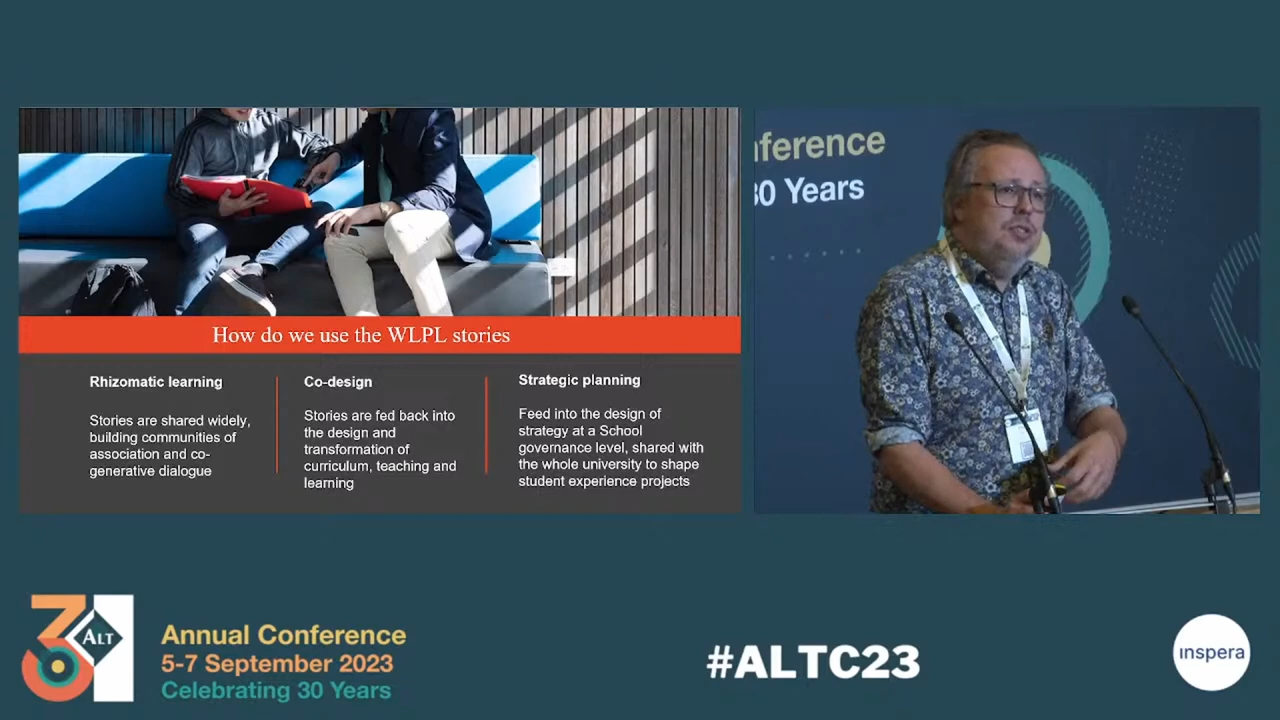 How do we use the WLPL stories
Rhizomatic learning
Stories are shared widely,
building communities of
association and co-
generative dialogue
Co-design
Stories are fed back into
the design and
transformation of
curriculum, teaching and
learning
Strategic planning
Feed into the design of
strategy at a School
governance level, shared with
the whole university to shape
student experience projects
nference
30 Years
ALT
Annual Conference
5-7 September 2023
Celebrating 30 Years
#ALTC23
inspera